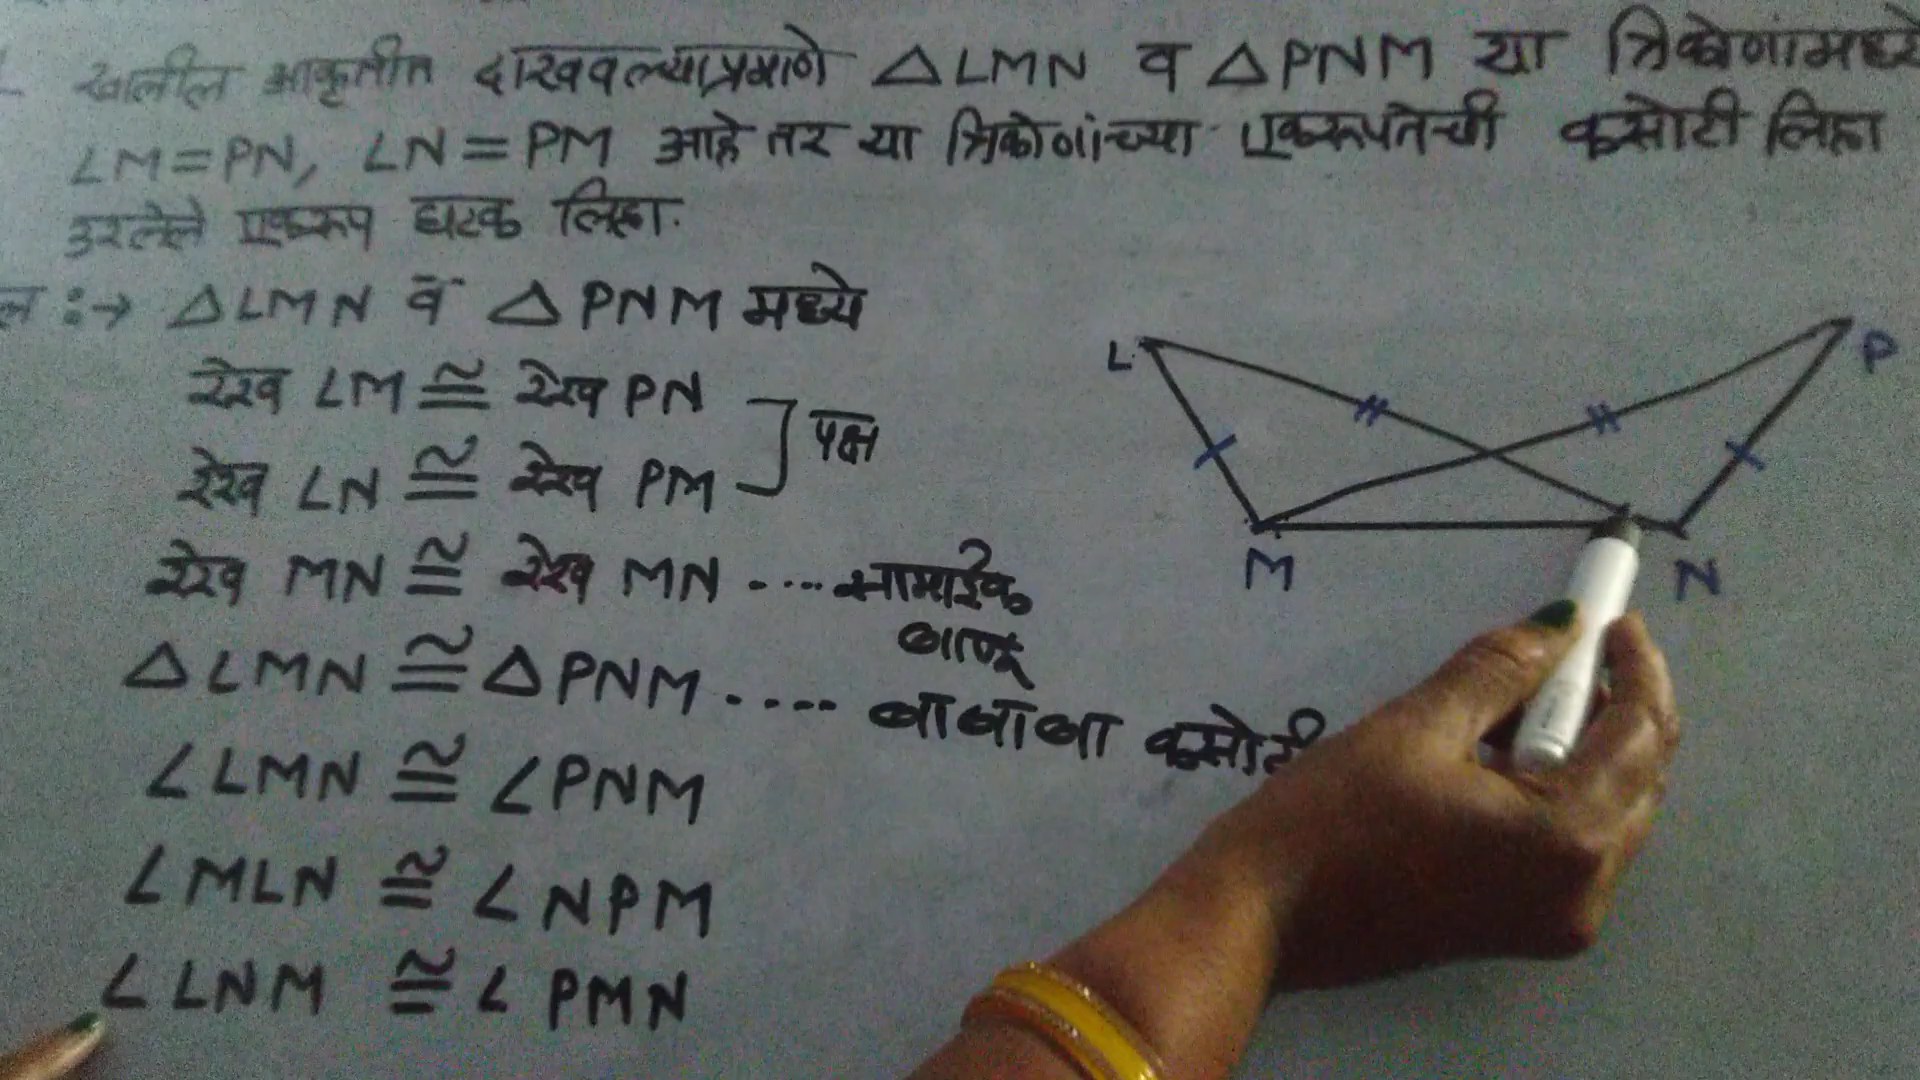 खालील आकृतीत दाखवल्याप्रमाणे △LMN व △PNM या त्रिकोणांमध्ये
LM=PN, LN=PM आहे तर या त्रिकोणांच्या एकरूपतेची कसोटी लिहा
उरलेले एकरूप घटक लिहा.
:→ △LMN व △PNM मध्ये
रेख LM ≅ रेख PN
पक्ष
रेख LN ≅ रेख PM
रेख MN ≅ रेख MN ....सामाईक
बाजू
△LMN ≅ △PNM .... बाबाबा कसोटी
∠LMN ≅ ∠PNM
∠MLN ≅ ∠NPM
∠LNM ≅ ∠PMN
L
P
M
N